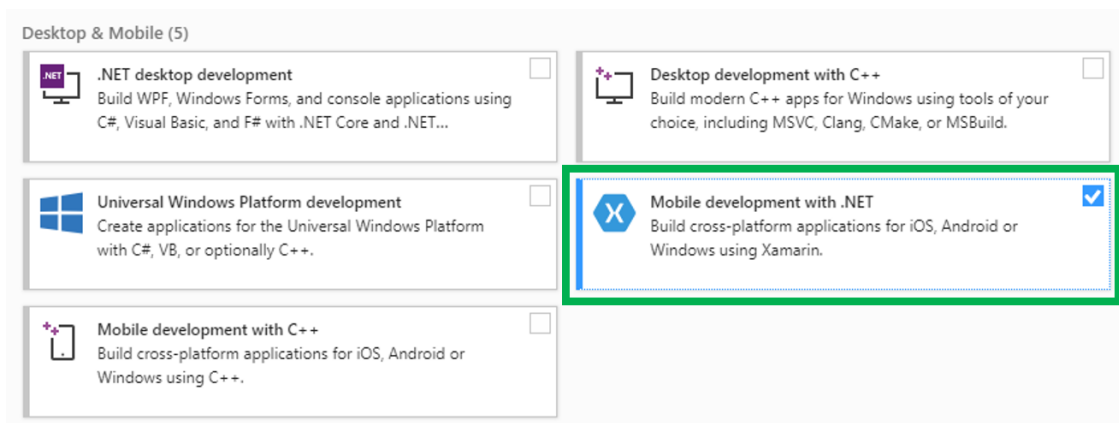 Desktop & Mobile (5)
.NET
.NET desktop development
Build WPF, Windows Forms, and console applications using
C#, Visual Basic, and F# with .NET Core and .NET...
Desktop development with C++
Build modern C++ apps for Windows using tools of your
choice, including MSVC, Clang, CMake, or MSBuild.
Universal Windows Platform development
Create applications for the Universal Windows Platform
with C#, VB, or optionally C++.
Mobile development with .NET
Build cross-platform applications for iOS, Android or
Windows using Xamarin.
Mobile development with C++
Build cross-platform applications for iOS, Android or
Windows using C++.